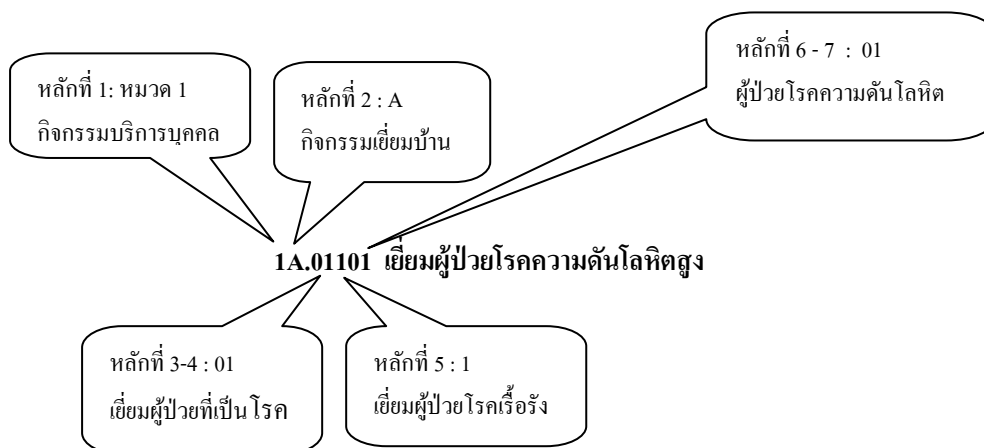 หลักที่ 1: หมวด 1
กิจกรรมบริการบุคคล
หลักที่ 2 : A
กิจกรรมเยี่ยมบ้าน
หลักที่ 6 - 7 : 01
ผู้ป่วยโรคความดันโลหิต
1A.01101 เยี่ยมผู้ป่วยโรคความดันโลหิตสูง
หลักที่ 3-4 : 01
เยี่ยมผู้ป่วยที่เป็นโรค
หลักที่ 5 : 1
เยี่ยมผู้ป่วยโรคเรื้อรัง